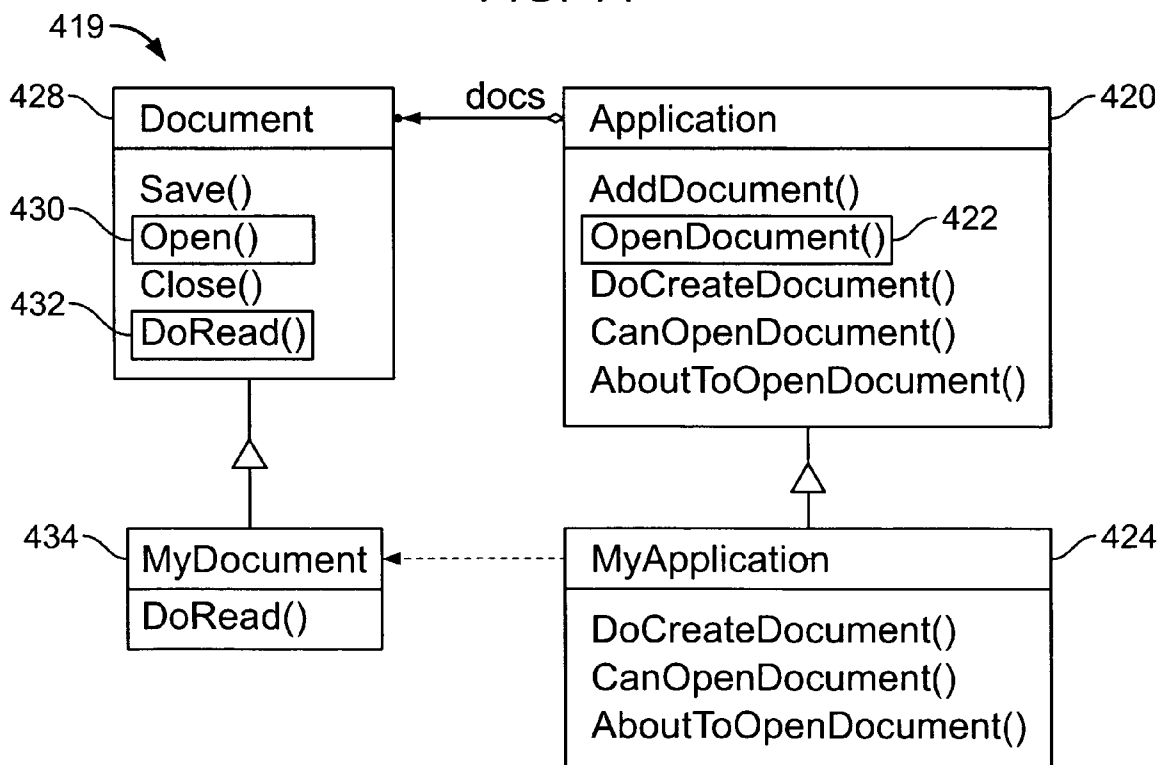 419
428
Document
docs
Application
420
Save()
430
Open()
Close()
432
DoRead()
AddDocument()
OpenDocument()
422
DoCreateDocument()
CanOpenDocument()
AboutToOpenDocument()
434
MyDocument
DoRead()
MyApplication
424
DoCreateDocument()
CanOpenDocument()
AboutToOpenDocument()